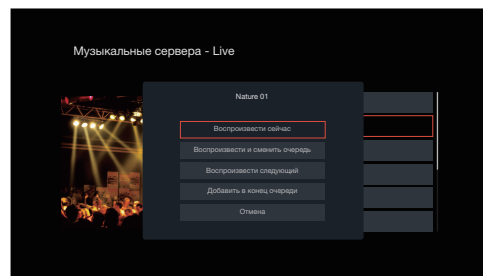 Музыкальные сервера - Live
Nature 01
Воспроизвести сейчас
Воспроизвести и сменить очередь
Воспроизвести следующий
Добавить в конец очереди
Отмена